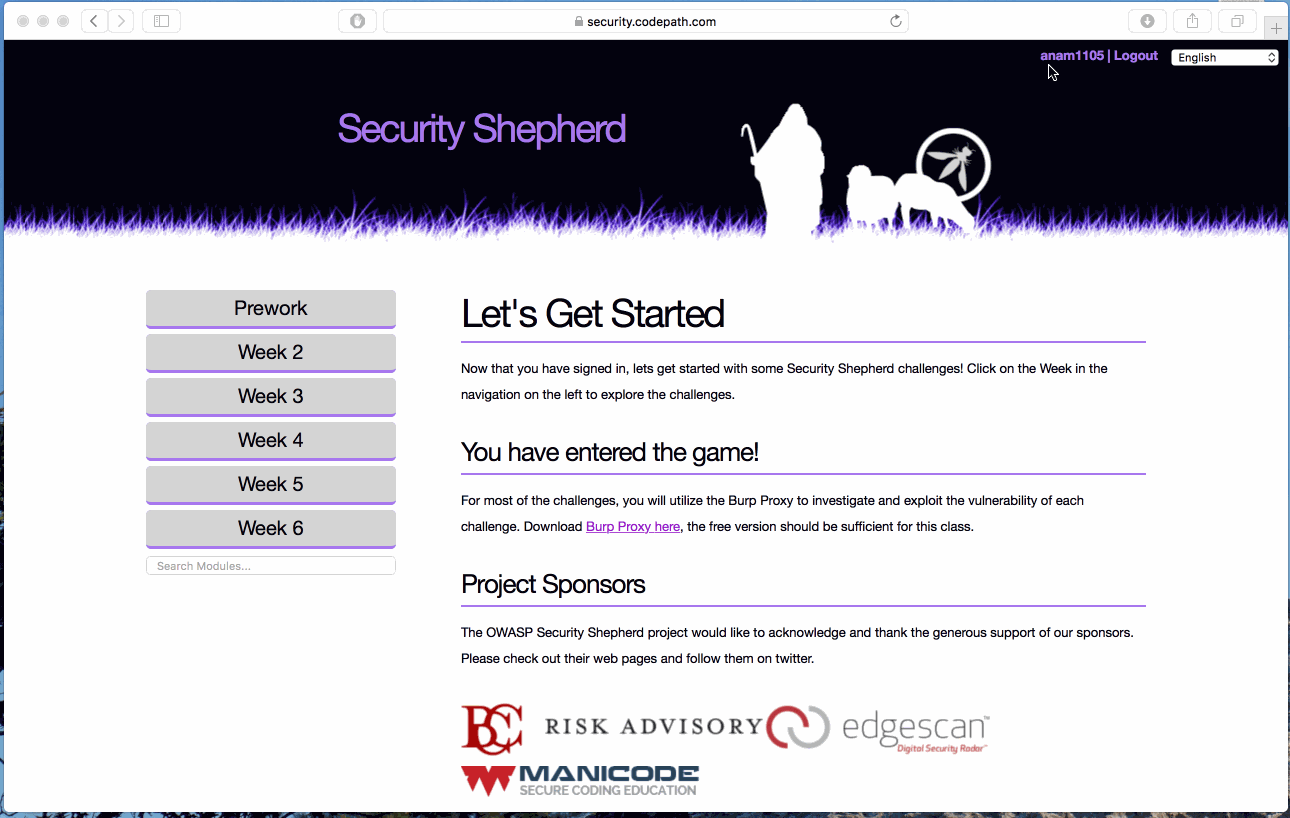 security.codepath.com
anam1105 | Logout
English
Security Shepherd
Prework
Week 2
Week 3
Week 4
Week 5
Week 6
Search Modules...
Let's Get Started
Now that you have signed in, lets get started with some Security Shepherd challenges! Click on the Week in the
navigation on the left to explore the challenges.
You have entered the game!
For most of the challenges, you will utilize the Burp Proxy to investigate and exploit the vulnerability of each
challenge. Download Burp Proxy here, the free version should be sufficient for this class.
Project Sponsors
The OWASP Security Shepherd project would like to acknowledge and thank the generous support of our sponsors.
Please check out their web pages and follow them on twitter.
BCC RISK ADVISORY
edgescan™
Digital Security Radar™
MANICODE
SECURE CODING EDUCATION